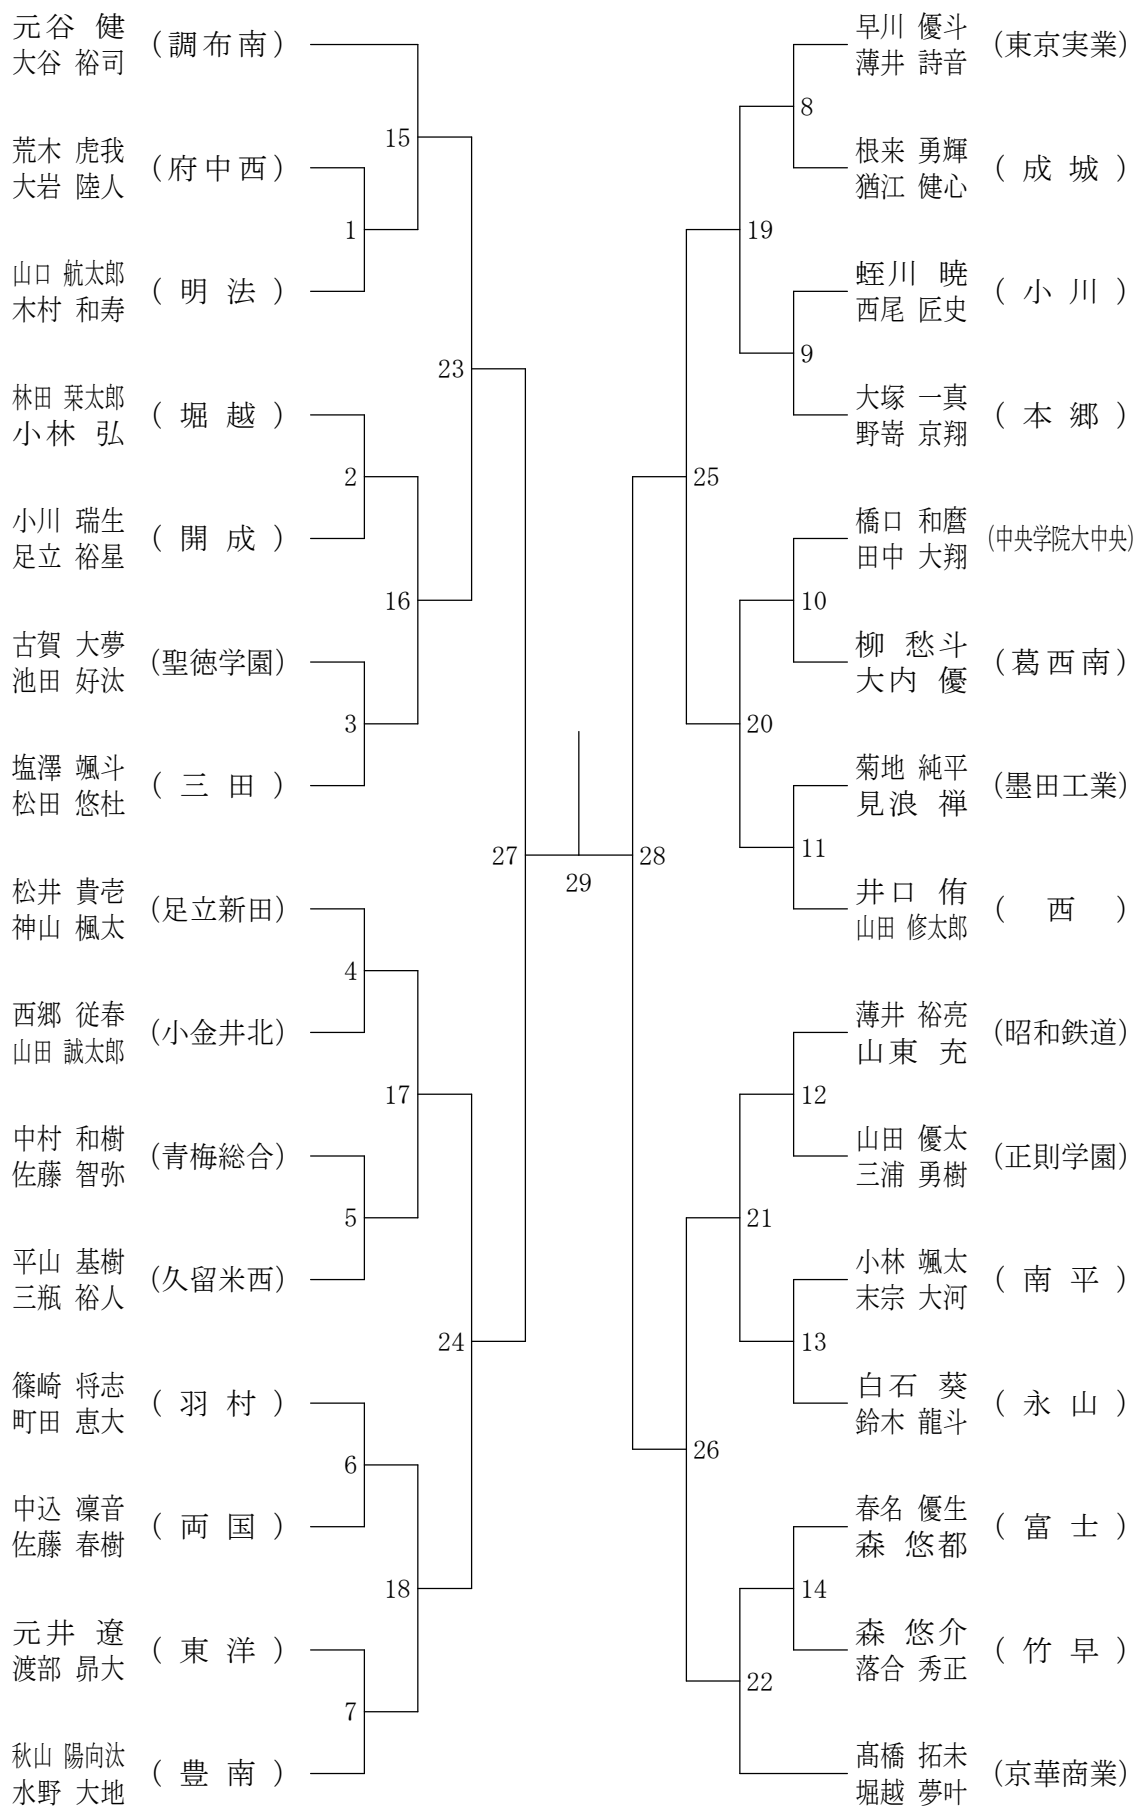 元谷 健
大谷 裕司
(調布南)
荒木 虎我
大岩 陸人
(府中西)
山口 航太郎
木村 和寿
(明法)
林田 栞太郎
小林 弘
(堀越)
小川 瑞生
足立 裕星
(開成)
古賀 大夢
池田 好汰
(聖徳学園)
塩澤 颯斗
松田 悠杜
(三田)
松井 貴壱
神山 楓太
(足立新田)
西郷 従春
山田 誠太郎
(小金井北)
中村 和樹
佐藤 智弥
(青梅総合)
平山 基樹
三瓶 裕人
(久留米西)
篠崎 将志
町田 恵大
(羽村)
中込 凜音
佐藤 春樹
(両国)
元井 遼
渡部 昴大
(東洋)
秋山 陽向汰
水野 大地
(豊南)
15
1
23
2
16
3
27
4
17
5
24
6
18
7
29
8
19
9
25
10
20
11
28
12
21
13
26
14
22
早川 優斗
薄井 詩音
(東京実業)
根来 勇輝
猶江 健心
(成城)
蛭川 暁
西尾 匠史
(小川)
大塚 一真
野嵜 京翔
(本郷)
橋口 和麿
田中 大翔
(中央学院大中央)
柳 愁斗
大内 優
(葛西南)
菊地 純平
見浪 禅
(墨田工業)
井口 侑
山田 修太郎
(西)
薄井 裕亮
山東 充
(昭和鉄道)
山田 優太
三浦 勇樹
(正則学園)
小林 颯太
末宗 大河
(南平)
白石 葵
鈴木 龍斗
(永山)
春名 優生
森 悠都
(富士)
森 悠介
落合 秀正
(竹早)
髙橋 拓未
堀越 夢叶
(京華商業)